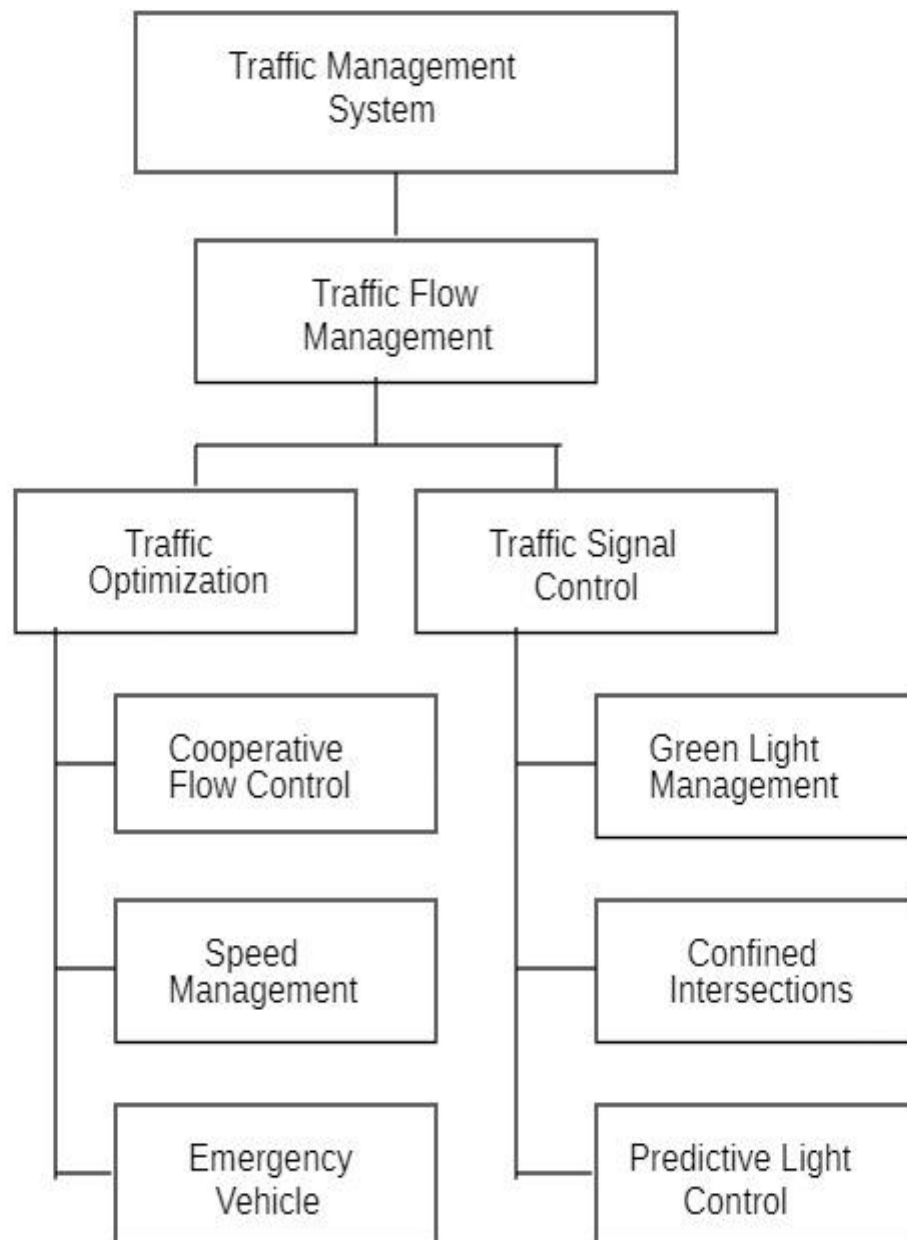 Traffic Management
System
Traffic Flow
Management
Traffic
Optimization
Traffic Signal
Control
Cooperative
Flow Control
Green Light
Management
Speed
Management
Confined
Intersections
Emergency
Vehicle
Predictive Light
Control